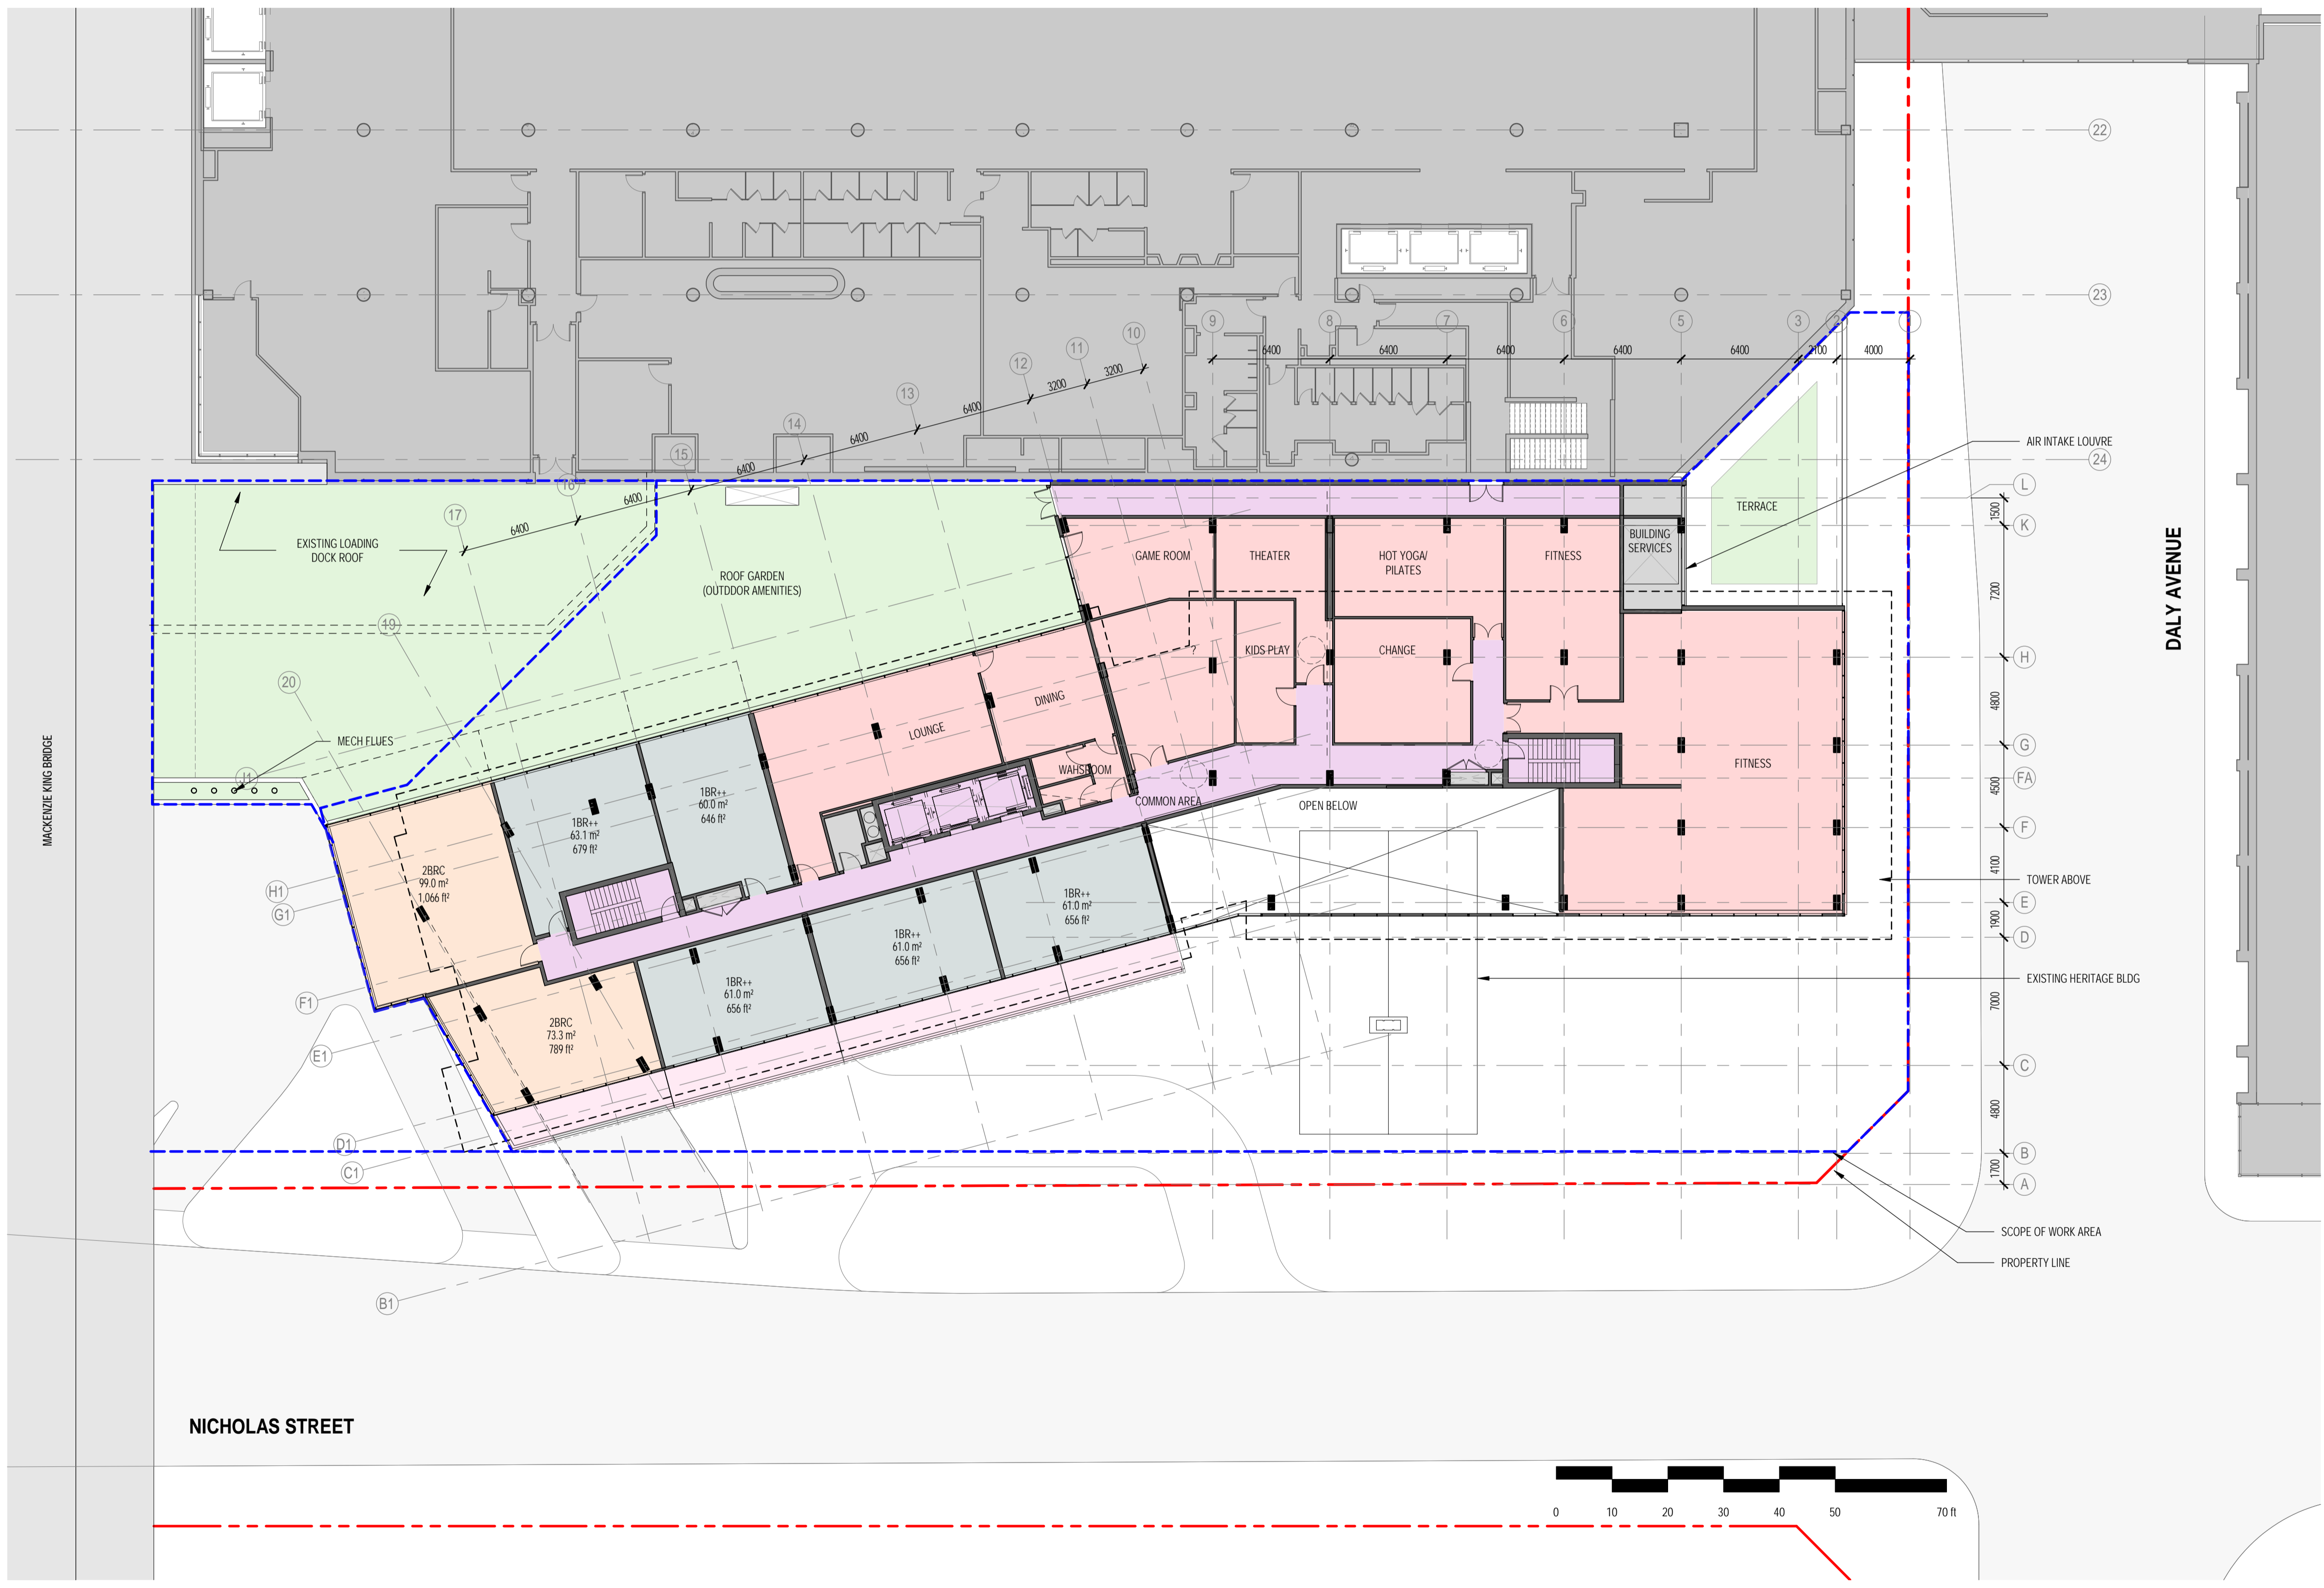 22
23
9
8
7
6
5
3
2
10
11
12
13
14
15
16
17
19
20
6400
6400
6400
6400
6400
2100
4000
3200
3200
6400
6400
6400
6400
6400
24
AIR INTAKE LOUVRE
L
K
H
G
FA
F
E
D
C
B
A
1500
7200
4800
4500
4100
1900
7000
4800
1700
EXISTING LOADING
DOCK ROOF
ROOF GARDEN
(OUTDDOR AMENITIES)
GAME ROOM
THEATER
HOT YOGA/
PILATES
FITNESS
BUILDING
SERVICES
TERRACE
DALY AVENUE
KIDS PLAY
CHANGE
?
DINING
LOUNGE
WAHSROOM
COMMON AREA
OPEN BELOW
FITNESS
MECH FLUES
J1
MACKENZIE KING BRIDGE
1BR++
63.1 m²
679 ft²
1BR++
60.0 m²
646 ft²
2BRC
99.0 m²
1,066 ft²
1BR++
61.0 m²
656 ft²
1BR++
61.0 m²
656 ft²
1BR++
61.0 m²
656 ft²
2BRC
73.3 m²
789 ft²
H1
G1
F1
E1
D1
C1
B1
TOWER ABOVE
EXISTING HERITAGE BLDG
SCOPE OF WORK AREA
PROPERTY LINE
NICHOLAS STREET
0 10 20 30 40 50 70 ft